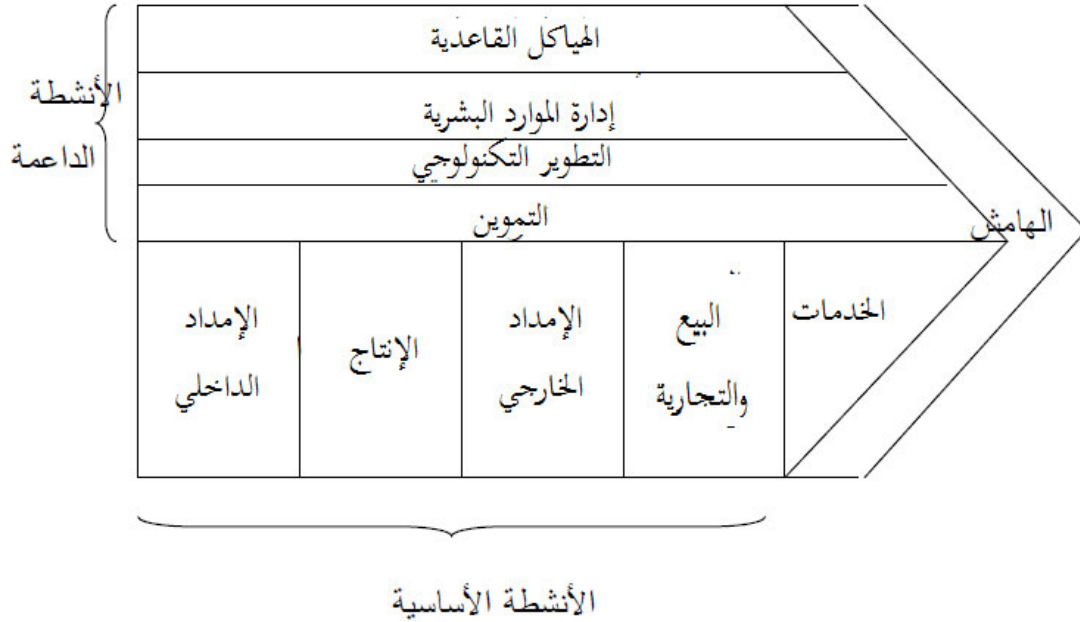 الهياكل القاعدية
الأنشطة
الداعمة
إدارة الموارد البشرية
التطوير التكنولوجي
التموين
الهامش
الإمداد
الداخلي
الإنتاج
الإمداد
الخارجي
البيع
والتجارية
الخدمات
الأنشطة الأساسية